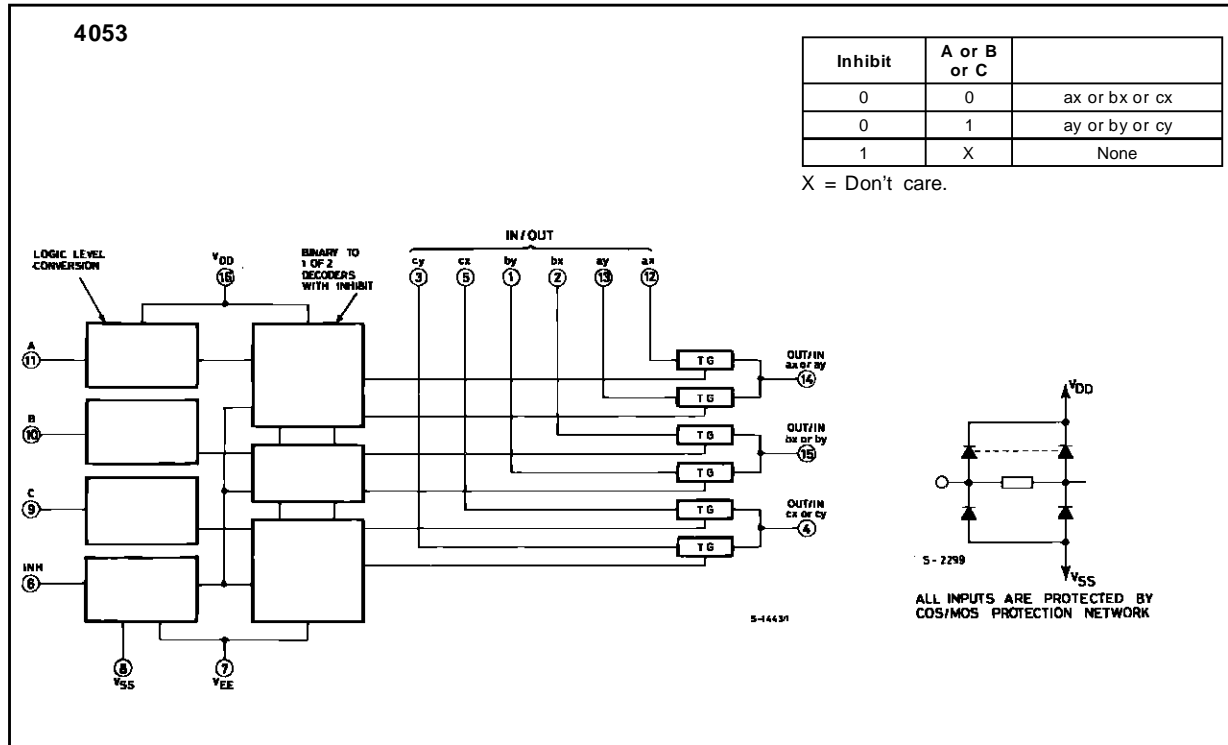 4053
Inhibit A or B or C
0 0 ax or bx or cx
0 1 ay or by or cy
1 X None
X = Don't care.
LOGIC LEVEL
CONVERSION
VDD
16
BINARY TO
1 OF 2
DECODERS
WITH INHIBIT
IN/OUT
cy cx by bx ay ax
3 5 1 2 13 12
A
11
B
10
C
9
INH
6
8
VSS
7
VEE
TG
TG
TG
TG
TG
TG
OUT/IN
ax or ay
14
OUT/IN
bx or by
15
OUT/IN
cx or cy
4
S-1443/1
VDD
VSS
S-2299
ALL INPUTS ARE PROTECTED BY
COS/MOS PROTECTION NETWORK